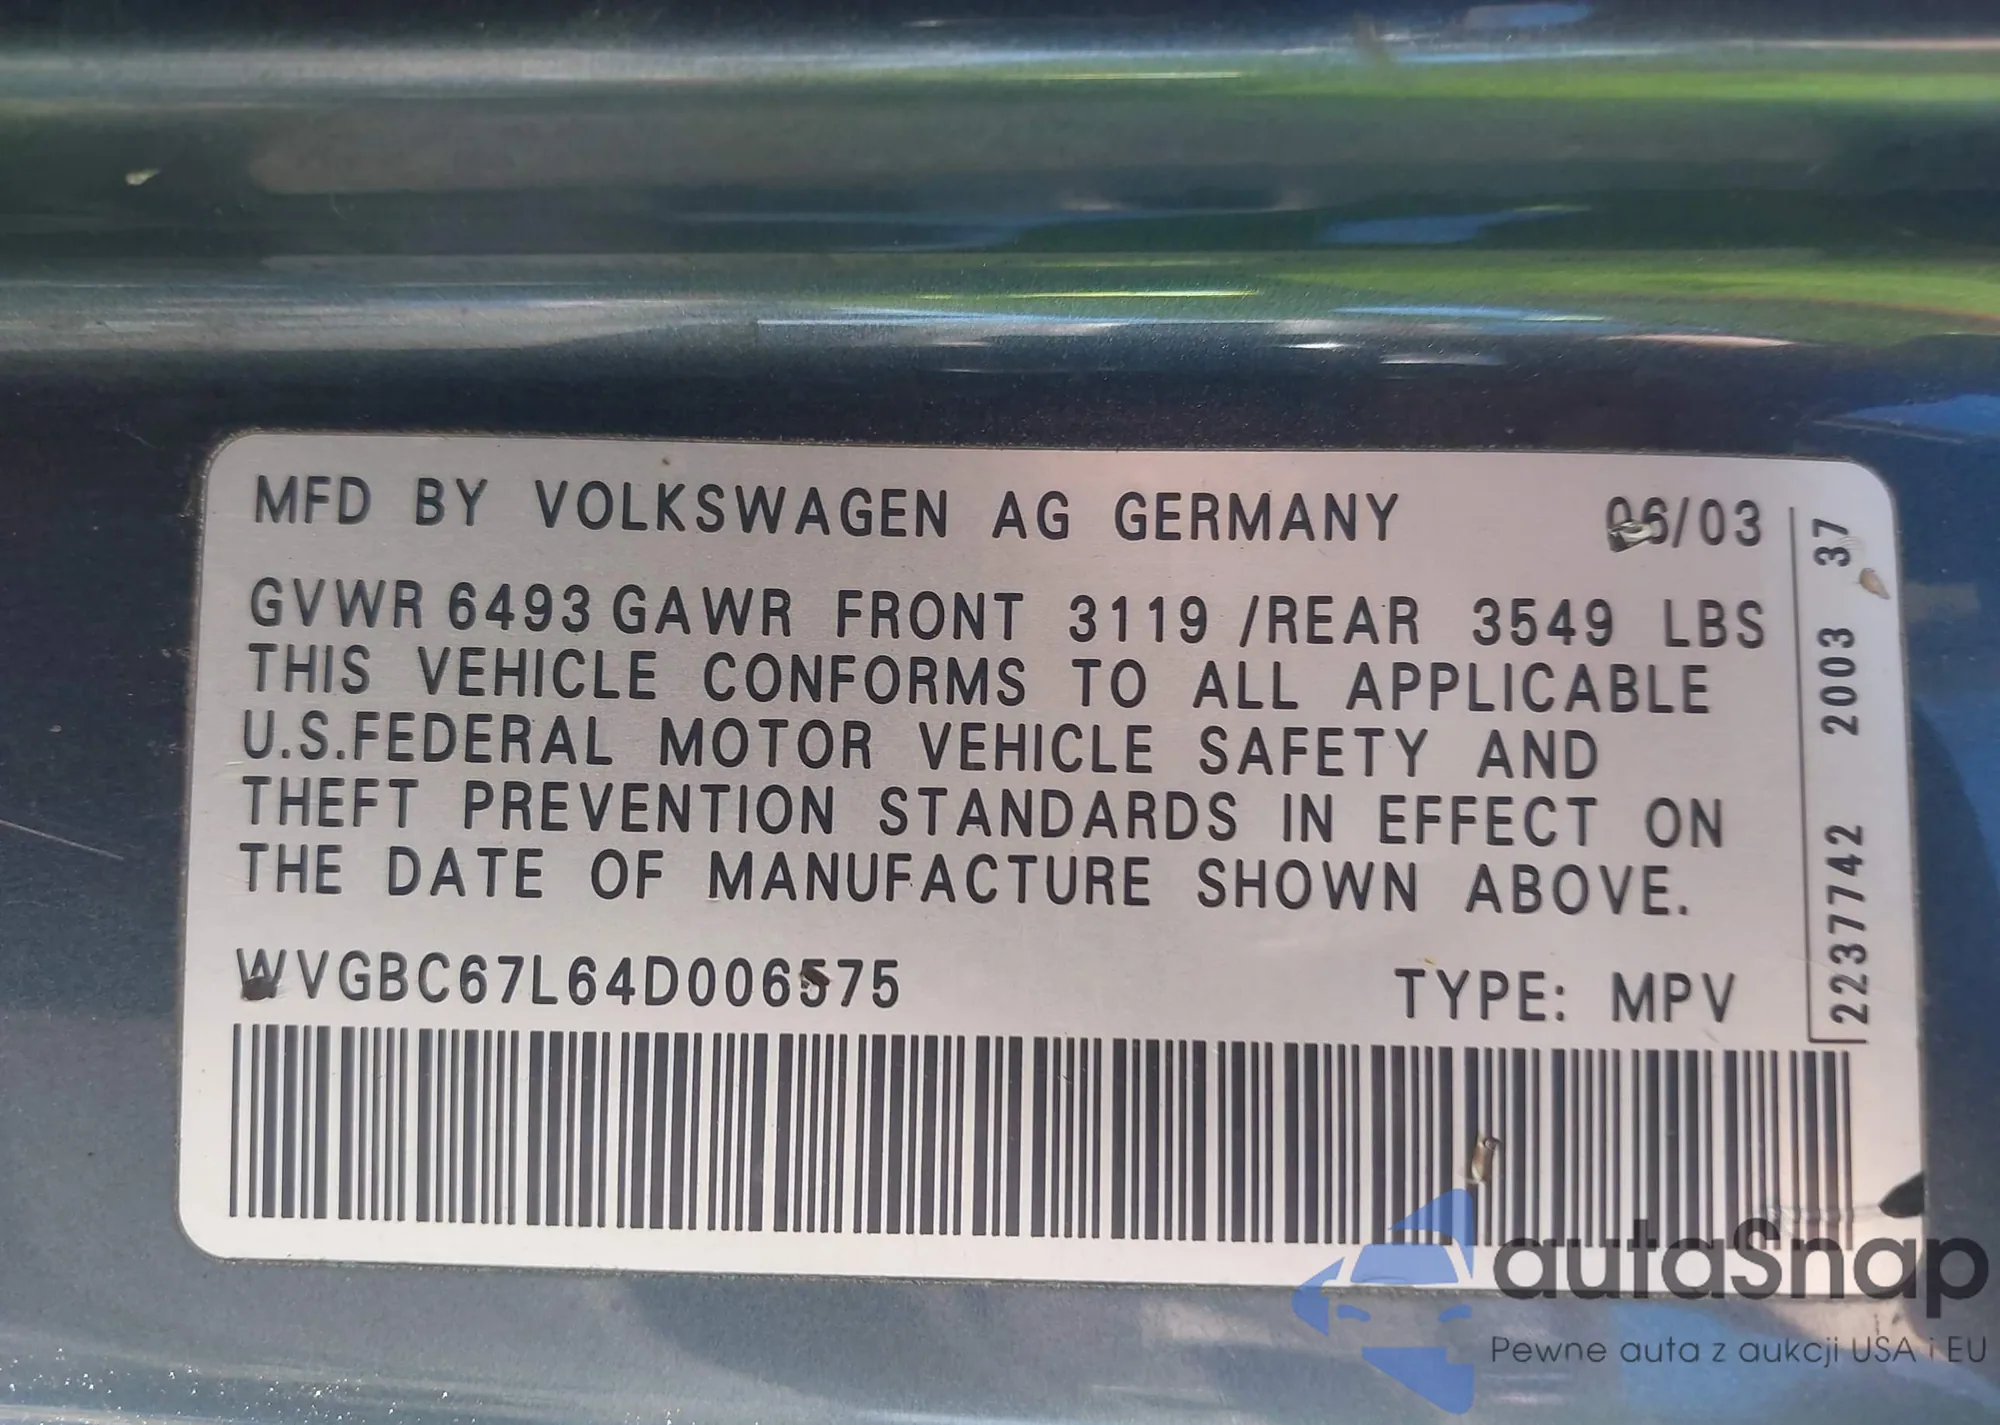 MFD BY VOLKSWAGEN AG GERMANY 06/03
GVWR 6493 GAWR FRONT 3119 /REAR 3549 LBS
THIS VEHICLE CONFORMS TO ALL APPLICABLE
U.S.FEDERAL MOTOR VEHICLE SAFETY AND
THEFT PREVENTION STANDARDS IN EFFECT ON
THE DATE OF MANUFACTURE SHOWN ABOVE.
WVGBC67L64D006575 TYPE: MPV
2237742 2003 37
autaSnap
Pewne auta z aukcji USA i EU